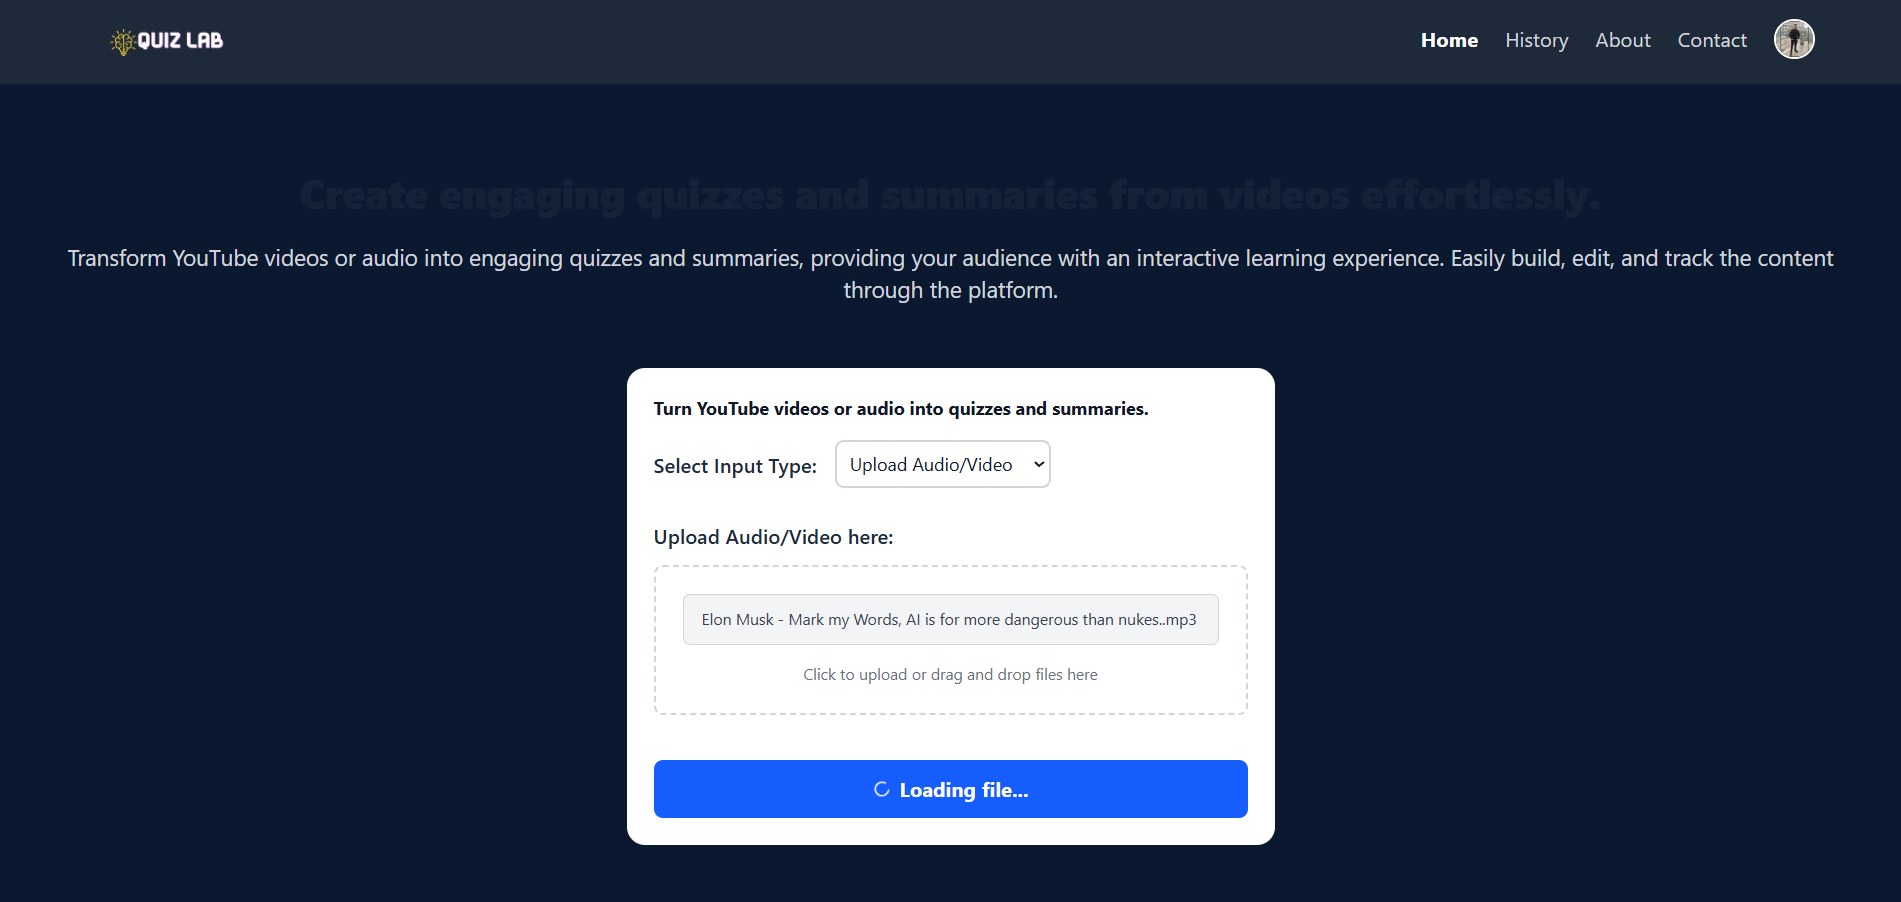 QUIZ LAB
Home History About Contact
Create engaging quizzes and summaries from videos effortlessly.
Transform YouTube videos or audio into engaging quizzes and summaries, providing your audience with an interactive learning experience. Easily build, edit, and track the content
through the platform.
Turn YouTube videos or audio into quizzes and summaries.
Select Input Type: Upload Audio/Video
Upload Audio/Video here:
Elon Musk - Mark my Words, AI is for more dangerous than nukes..mp3
Click to upload or drag and drop files here
Loading file...